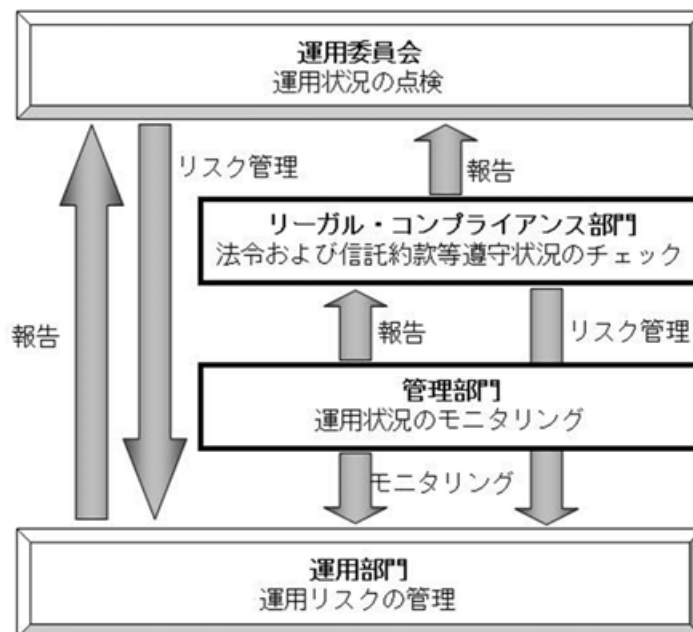 運用委員会
運用状況の点検
リスク管理
報告
リーガル・コンプライアンス部門
法令および信託約款等遵守状況のチェック
報告
報告
リスク管理
管理部門
運用状況のモニタリング
モニタリング
運用部門
運用リスクの管理